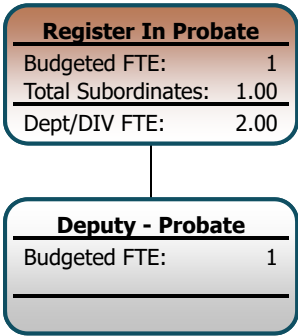 Register In Probate
Budgeted FTE: 1
Total Subordinates: 1.00
Dept/DIV FTE: 2.00
Deputy - Probate
Budgeted FTE: 1